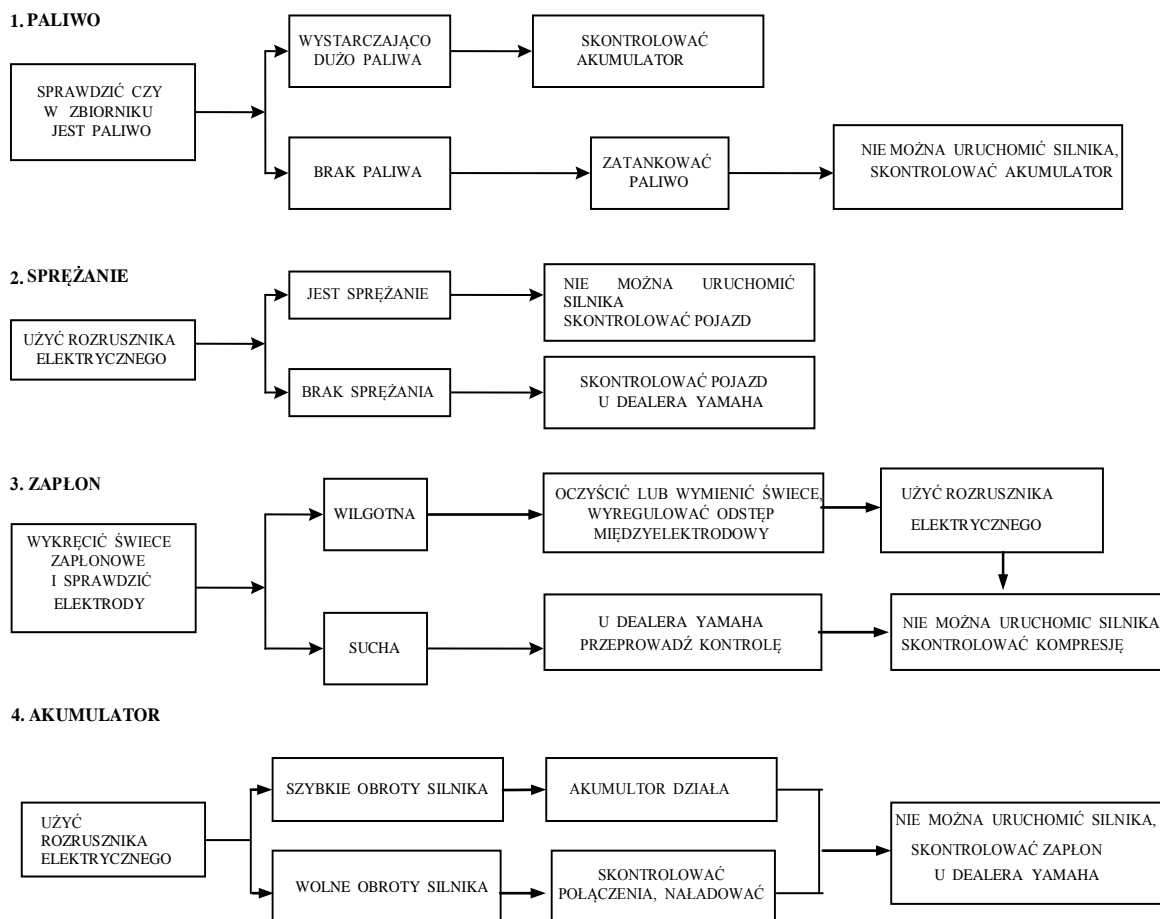 1. PALIWO
SPRAWDZIĆ CZY
W ZBIORNIKU
JEST PALIWO
WYSTARCZAJĄCO
DUŻO PALIWA
SKONTROLOWAĆ
AKUMULATOR
BRAK PALIWA
ZATANKOWAĆ
PALIWO
NIE MOŻNA URUCHOMIĆ SILNIKA,
SKONTROLOWAĆ AKUMULATOR
2. SPRĘŻANIE
UŻYĆ ROZRUSZNIKA
ELEKTRYCZNEGO
JEST SPRĘŻANIE
NIE MOŻNA URUCHOMIĆ
SILNIKA
SKONTROLOWAĆ POJAZD
BRAK SPRĘŻANIA
SKONTROLOWAĆ POJAZD
U DEALERA YAMAHA
3. ZAPŁON
WYKRĘCIĆ ŚWIECE
ZAPŁONOWE
I SPRAWDZIĆ
ELEKTRODY
WILGOTNA
OCZYŚCIĆ LUB WYMIENIĆ ŚWIECE,
WYREGULOWAĆ ODSTĘP
MIĘDZYELEKTRODOWY
UŻYĆ ROZRUSZNIKA
ELEKTRYCZNEGO
SUCHA
U DEALERA YAMAHA
PRZEPROWADŹ KONTROLĘ
NIE MOŻNA URUCHOMIC SILNIKA
SKONTROLOWAĆ KOMPRESJĘ
4. AKUMULATOR
UŻYĆ
ROZRUSZNIKA
ELEKTRYCZNEGO
SZYBKIE OBROTY SILNIKA
AKUMULTOR DZIAŁA
WOLNE OBROTY SILNIKA
SKONTROLOWAĆ
POŁĄCZENIA, NAŁADOWAĆ
NIE MOŻNA URUCHOMIĆ SILNIKA,
SKONTROLOWAĆ ZAPŁON
U DEALERA YAMAHA